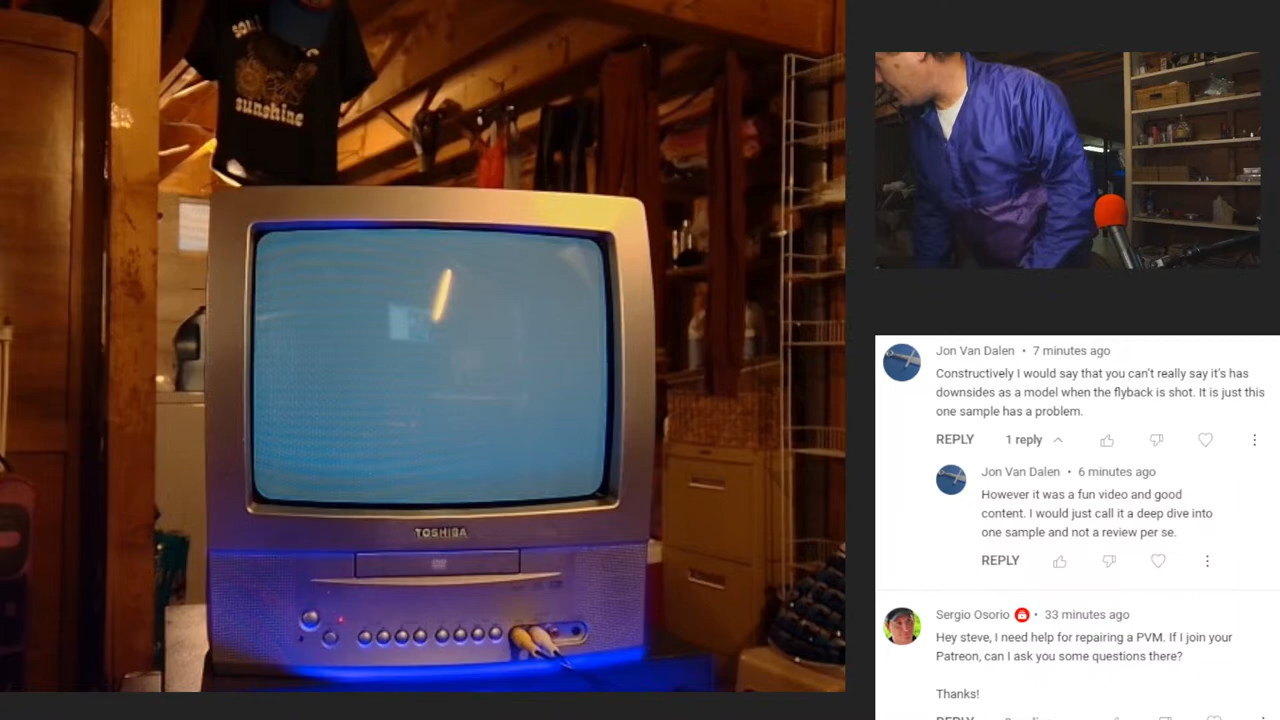 SOUL
sunshine
TOSHIBA
Jon Van Dalen • 7 minutes ago
Constructively I would say that you can't really say it's has
downsides as a model when the flyback is shot. It is just this
one sample has a problem.
REPLY 1 reply
Jon Van Dalen • 6 minutes ago
However it was a fun video and good
content. I would just call it a deep dive into
one sample and not a review per se.
REPLY
Sergio Osorio • 33 minutes ago
Hey steve, I need help for repairing a PVM. If I join your
Patreon, can I ask you some questions there?
Thanks!
REPLY